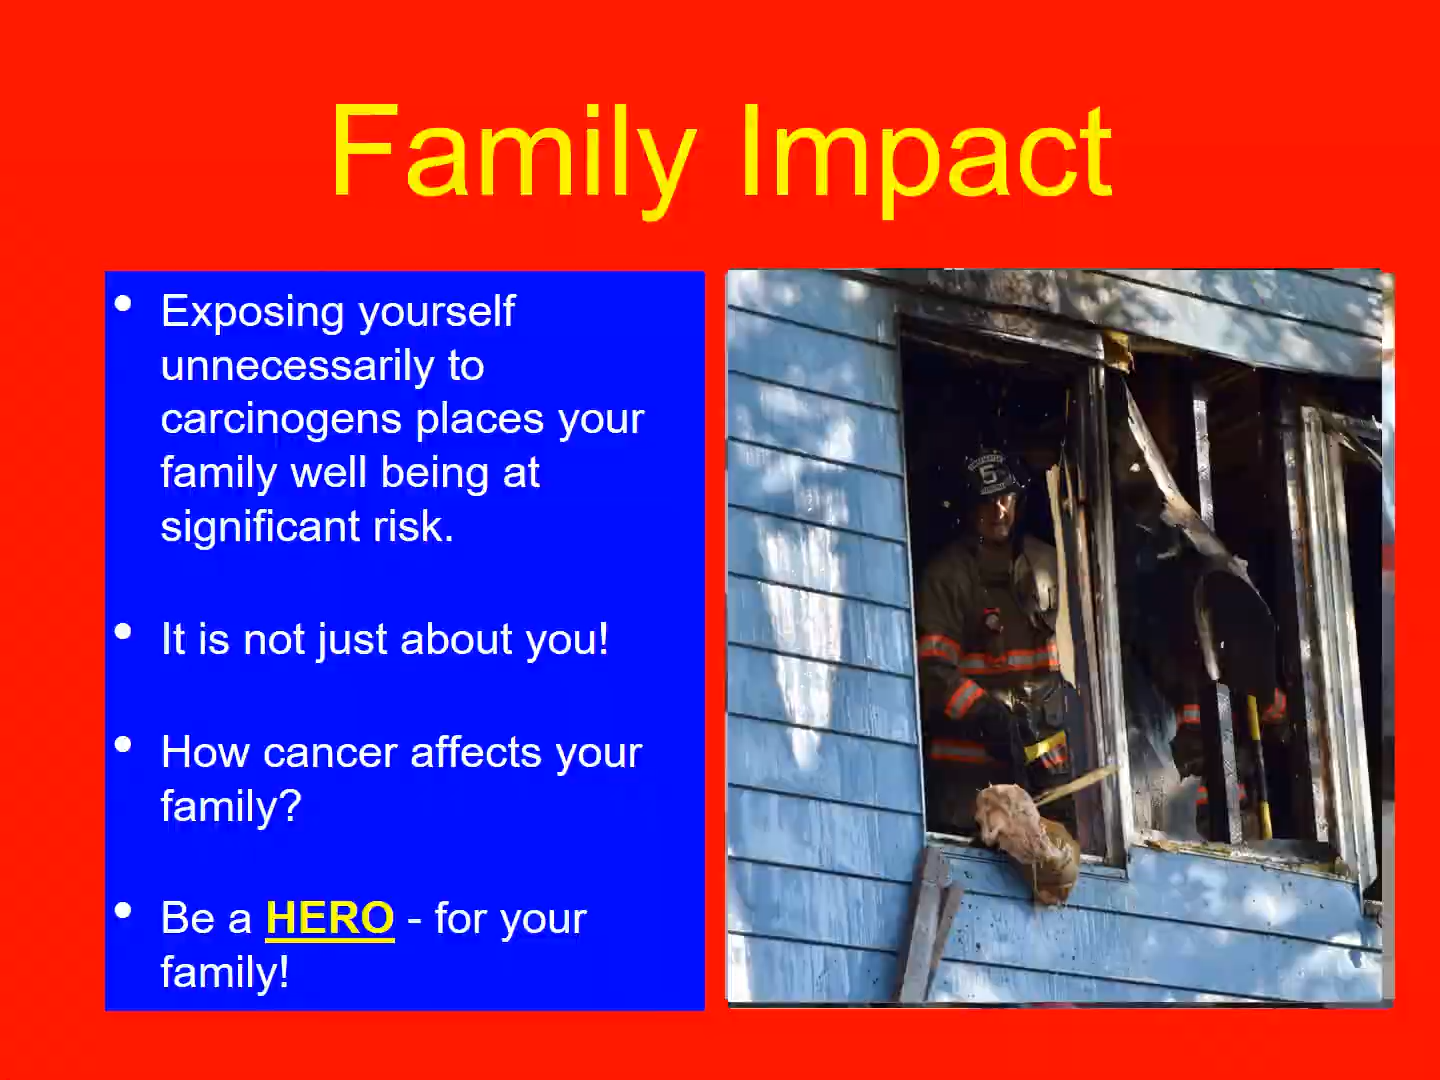 Family Impact
• Exposing yourself
unnecessarily to
carcinogens places your
family well being at
significant risk.
• It is not just about you!
• How cancer affects your
family?
• Be a HERO - for your
family!
5